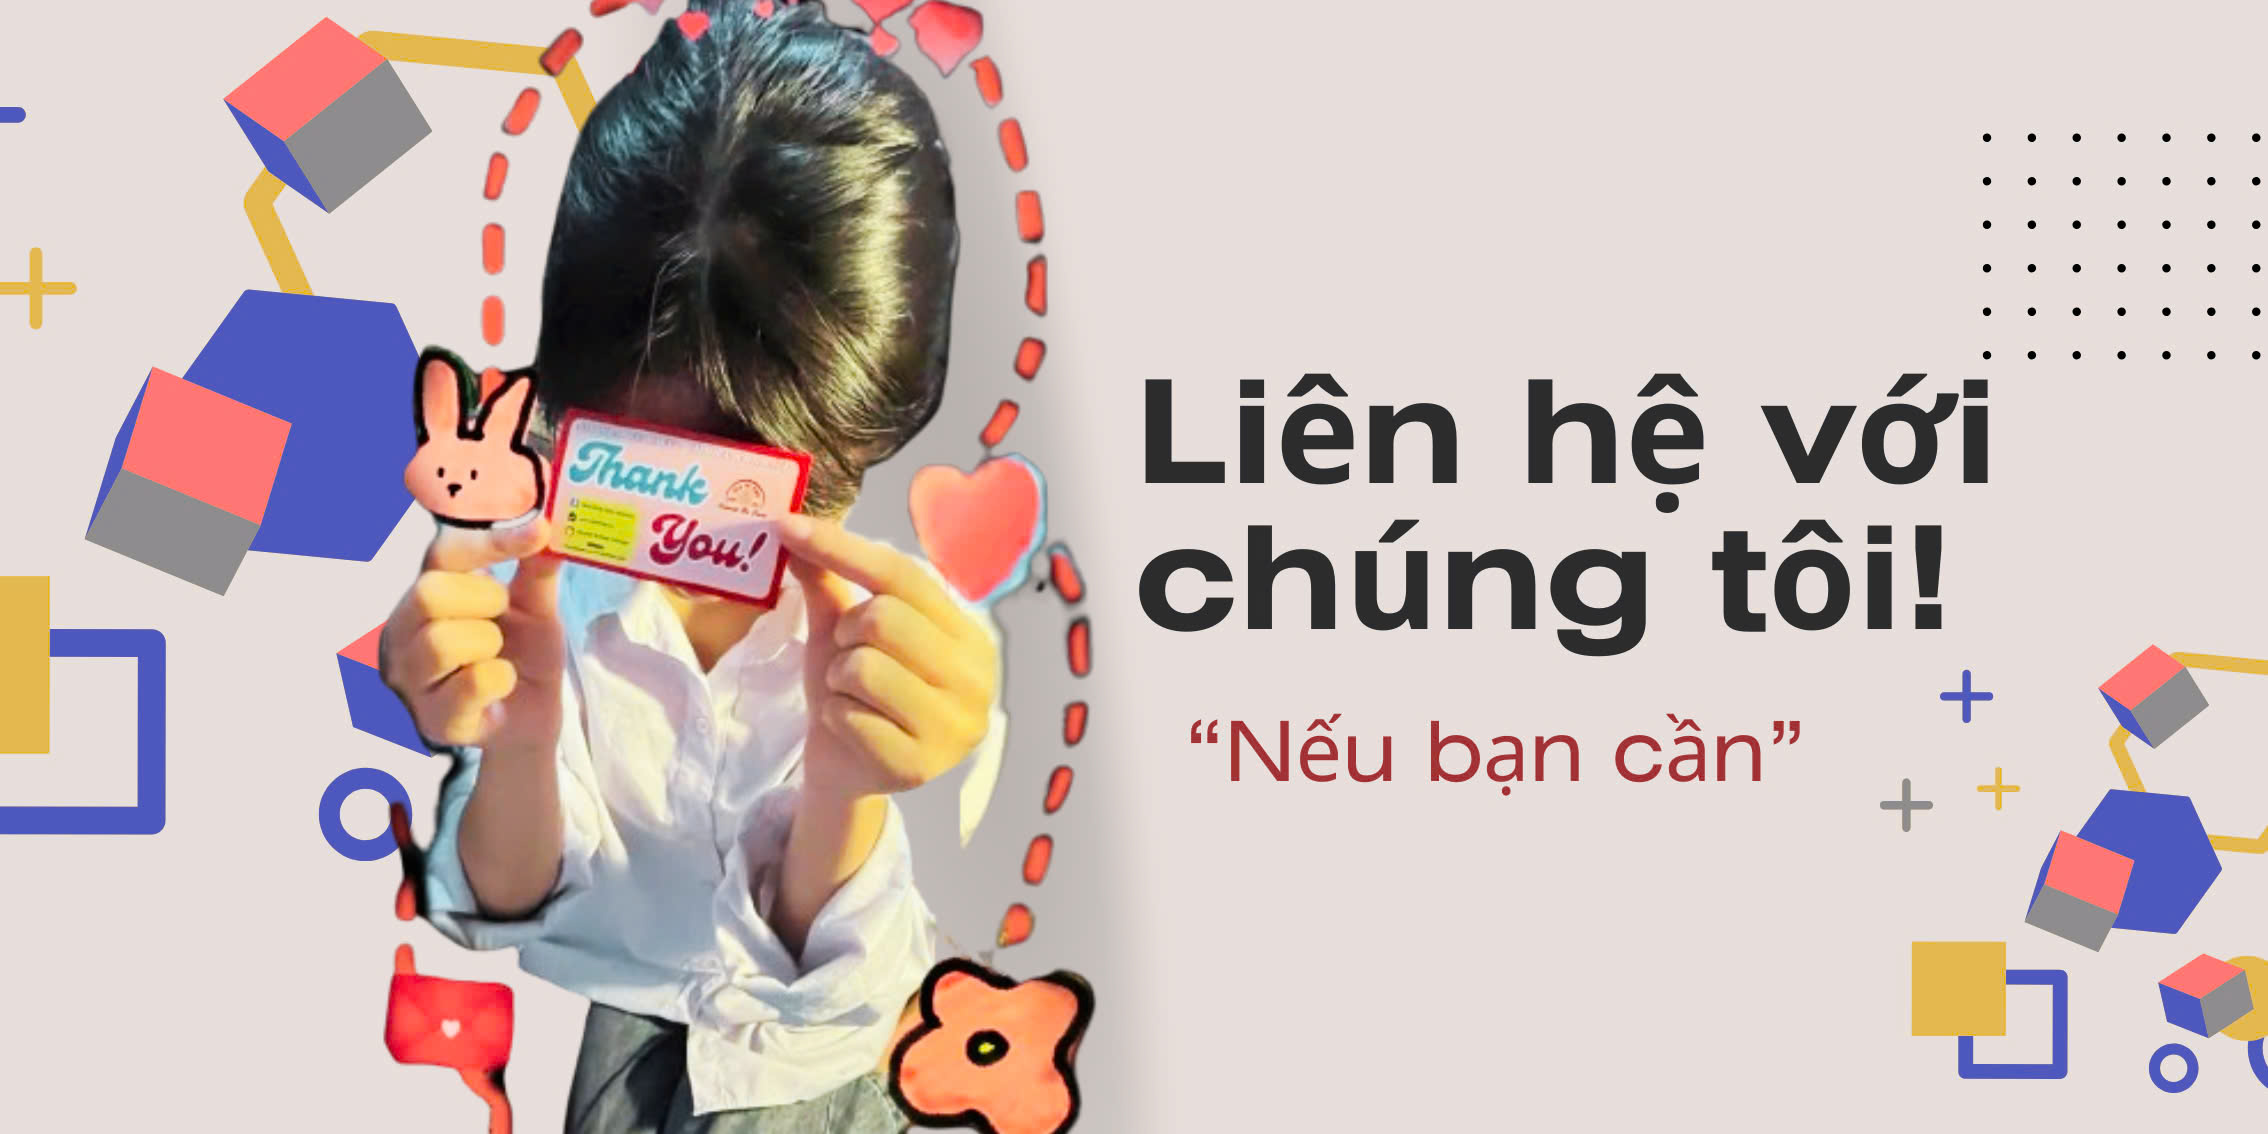 Thank
You!
Liên hệ với
chúng tôi!
“Nếu bạn cần”